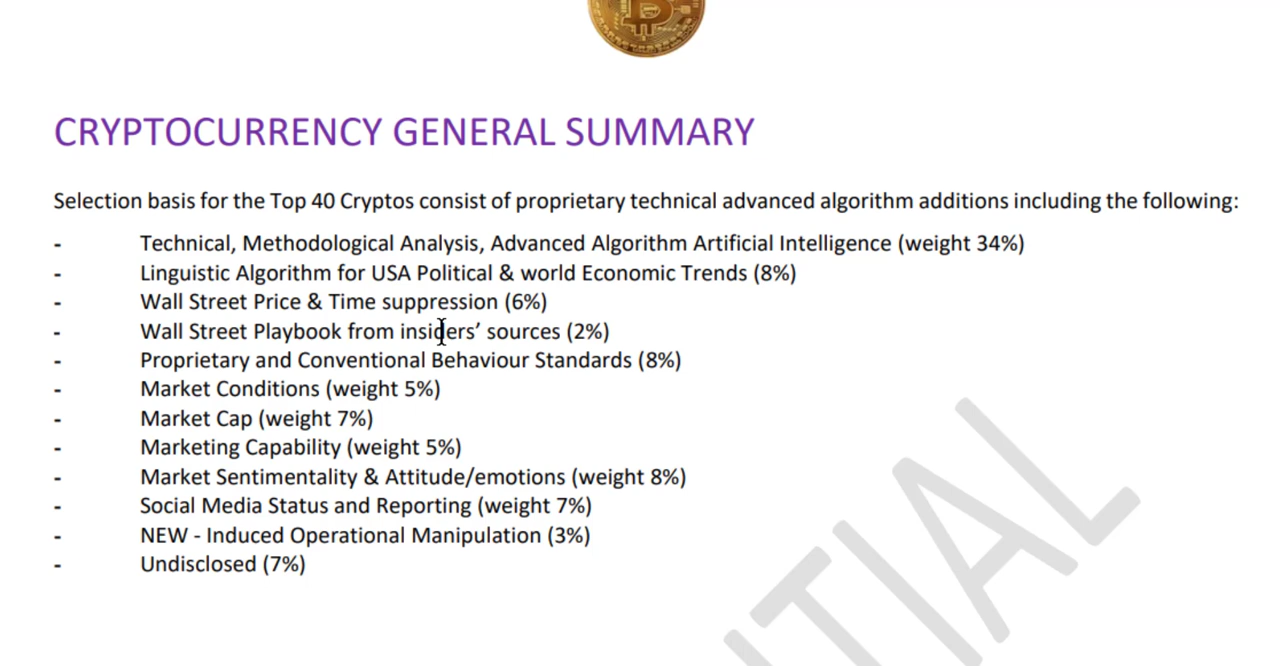 CRYPTOCURRENCY GENERAL SUMMARY
Selection basis for the Top 40 Cryptos consist of proprietary technical advanced algorithm additions including the following:
- Technical, Methodological Analysis, Advanced Algorithm Artificial Intelligence (weight 34%)
- Linguistic Algorithm for USA Political & world Economic Trends (8%)
- Wall Street Price & Time suppression (6%)
- Wall Street Playbook from insiders’ sources (2%)
- Proprietary and Conventional Behaviour Standards (8%)
- Market Conditions (weight 5%)
- Market Cap (weight 7%)
- Marketing Capability (weight 5%)
- Market Sentimentality & Attitude/emotions (weight 8%)
- Social Media Status and Reporting (weight 7%)
- NEW - Induced Operational Manipulation (3%)
- Undisclosed (7%)
TIAL